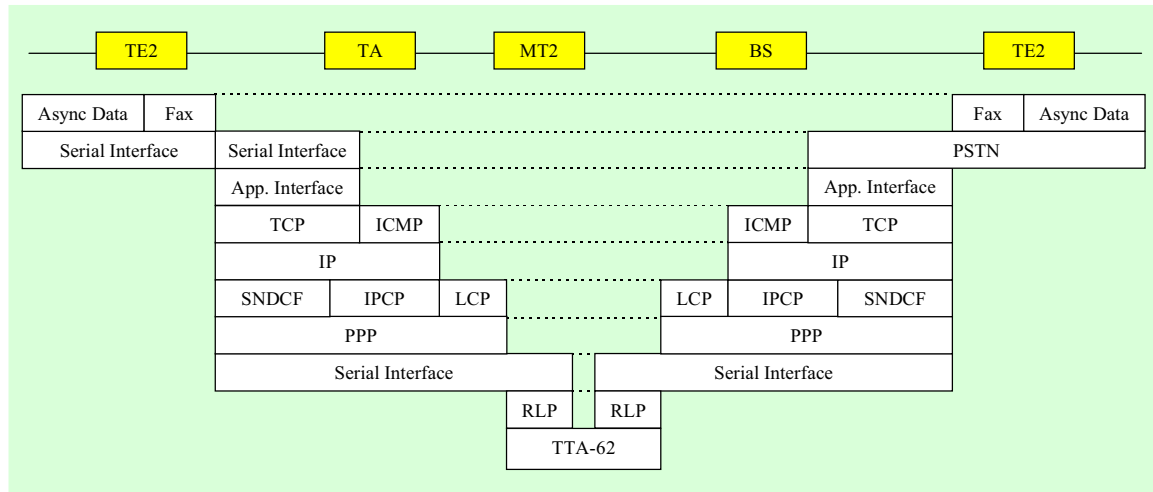 TE2 TA MT2 BS TE2
Async Data Fax Fax Async Data
Serial Interface Serial Interface PSTN
App. Interface App. Interface
TCP ICMP ICMP TCP
IP IP
SNDCF IPCP LCP LCP IPCP SNDCF
PPP PPP
Serial Interface Serial Interface
RLP RLP
TTA-62